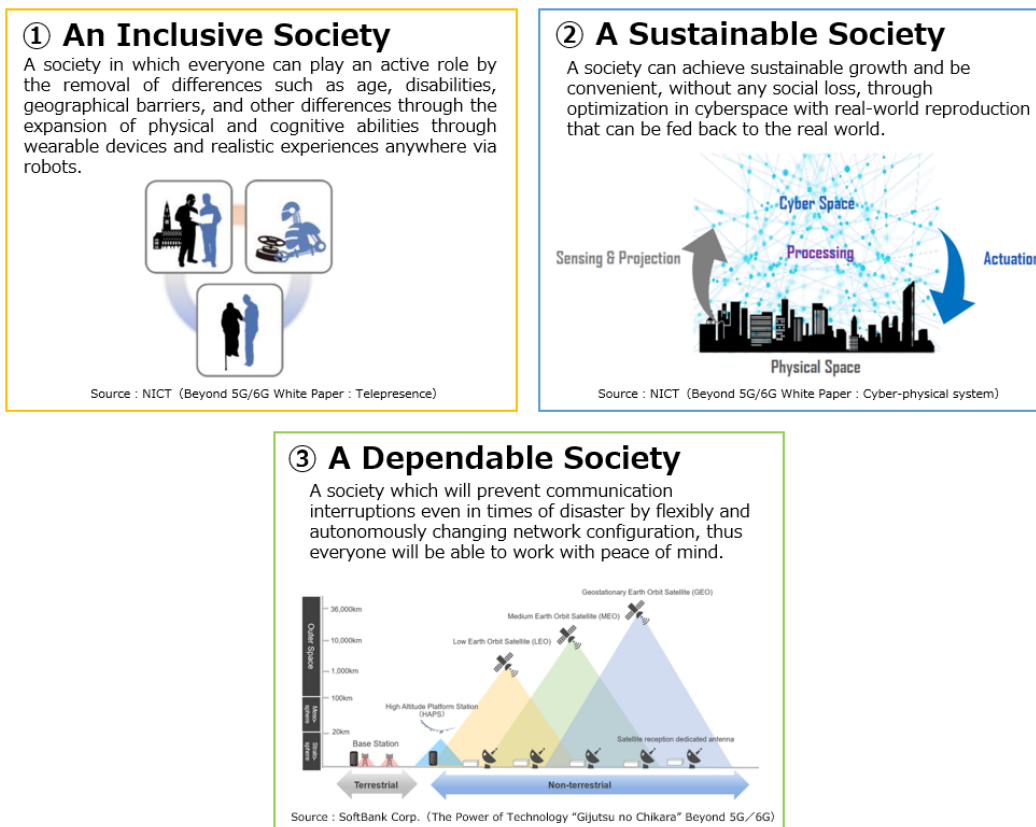 ① An Inclusive Society
A society in which everyone can play an active role by
the removal of differences such as age, disabilities,
geographical barriers, and other differences through the
expansion of physical and cognitive abilities through
wearable devices and realistic experiences anywhere via
robots.
Source : NICT（Beyond 5G/6G White Paper : Telepresence）
② A Sustainable Society
A society can achieve sustainable growth and be
convenient, without any social loss, through
optimization in cyberspace with real-world reproduction
that can be fed back to the real world.
Cyber Space
Sensing & Projection
Processing
Actuation
Physical Space
Source : NICT（Beyond 5G/6G White Paper : Cyber-physical system）
③ A Dependable Society
A society which will prevent communication
interruptions even in times of disaster by flexibly and
autonomously changing network configuration, thus
everyone will be able to work with peace of mind.
Geostationary Earth Orbit Satellite (GEO)
36,000km
Medium Earth Orbit Satellite (MEO)
Outer Space
10,000km
Low Earth Orbit Satellite (LEO)
1,000km
100km
High Altitude Platform Station
（HAPS）
Meso-
sphere
20km
Base Station
Satellite reception dedicated antenna
Strato-
sphere
Terrestrial
Non-terrestrial
Source : SoftBank Corp.（The Power of Technology “Gijutsu no Chikara” Beyond 5G／6G）